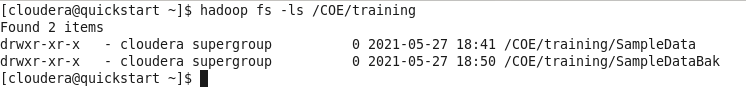 [cloudera@quickstart ~]$ hadoop fs -ls /COE/training
Found 2 items
drwxr-xr-x   - cloudera supergroup          0 2021-05-27 18:41 /COE/training/SampleData
drwxr-xr-x   - cloudera supergroup          0 2021-05-27 18:50 /COE/training/SampleDataBak
[cloudera@quickstart ~]$